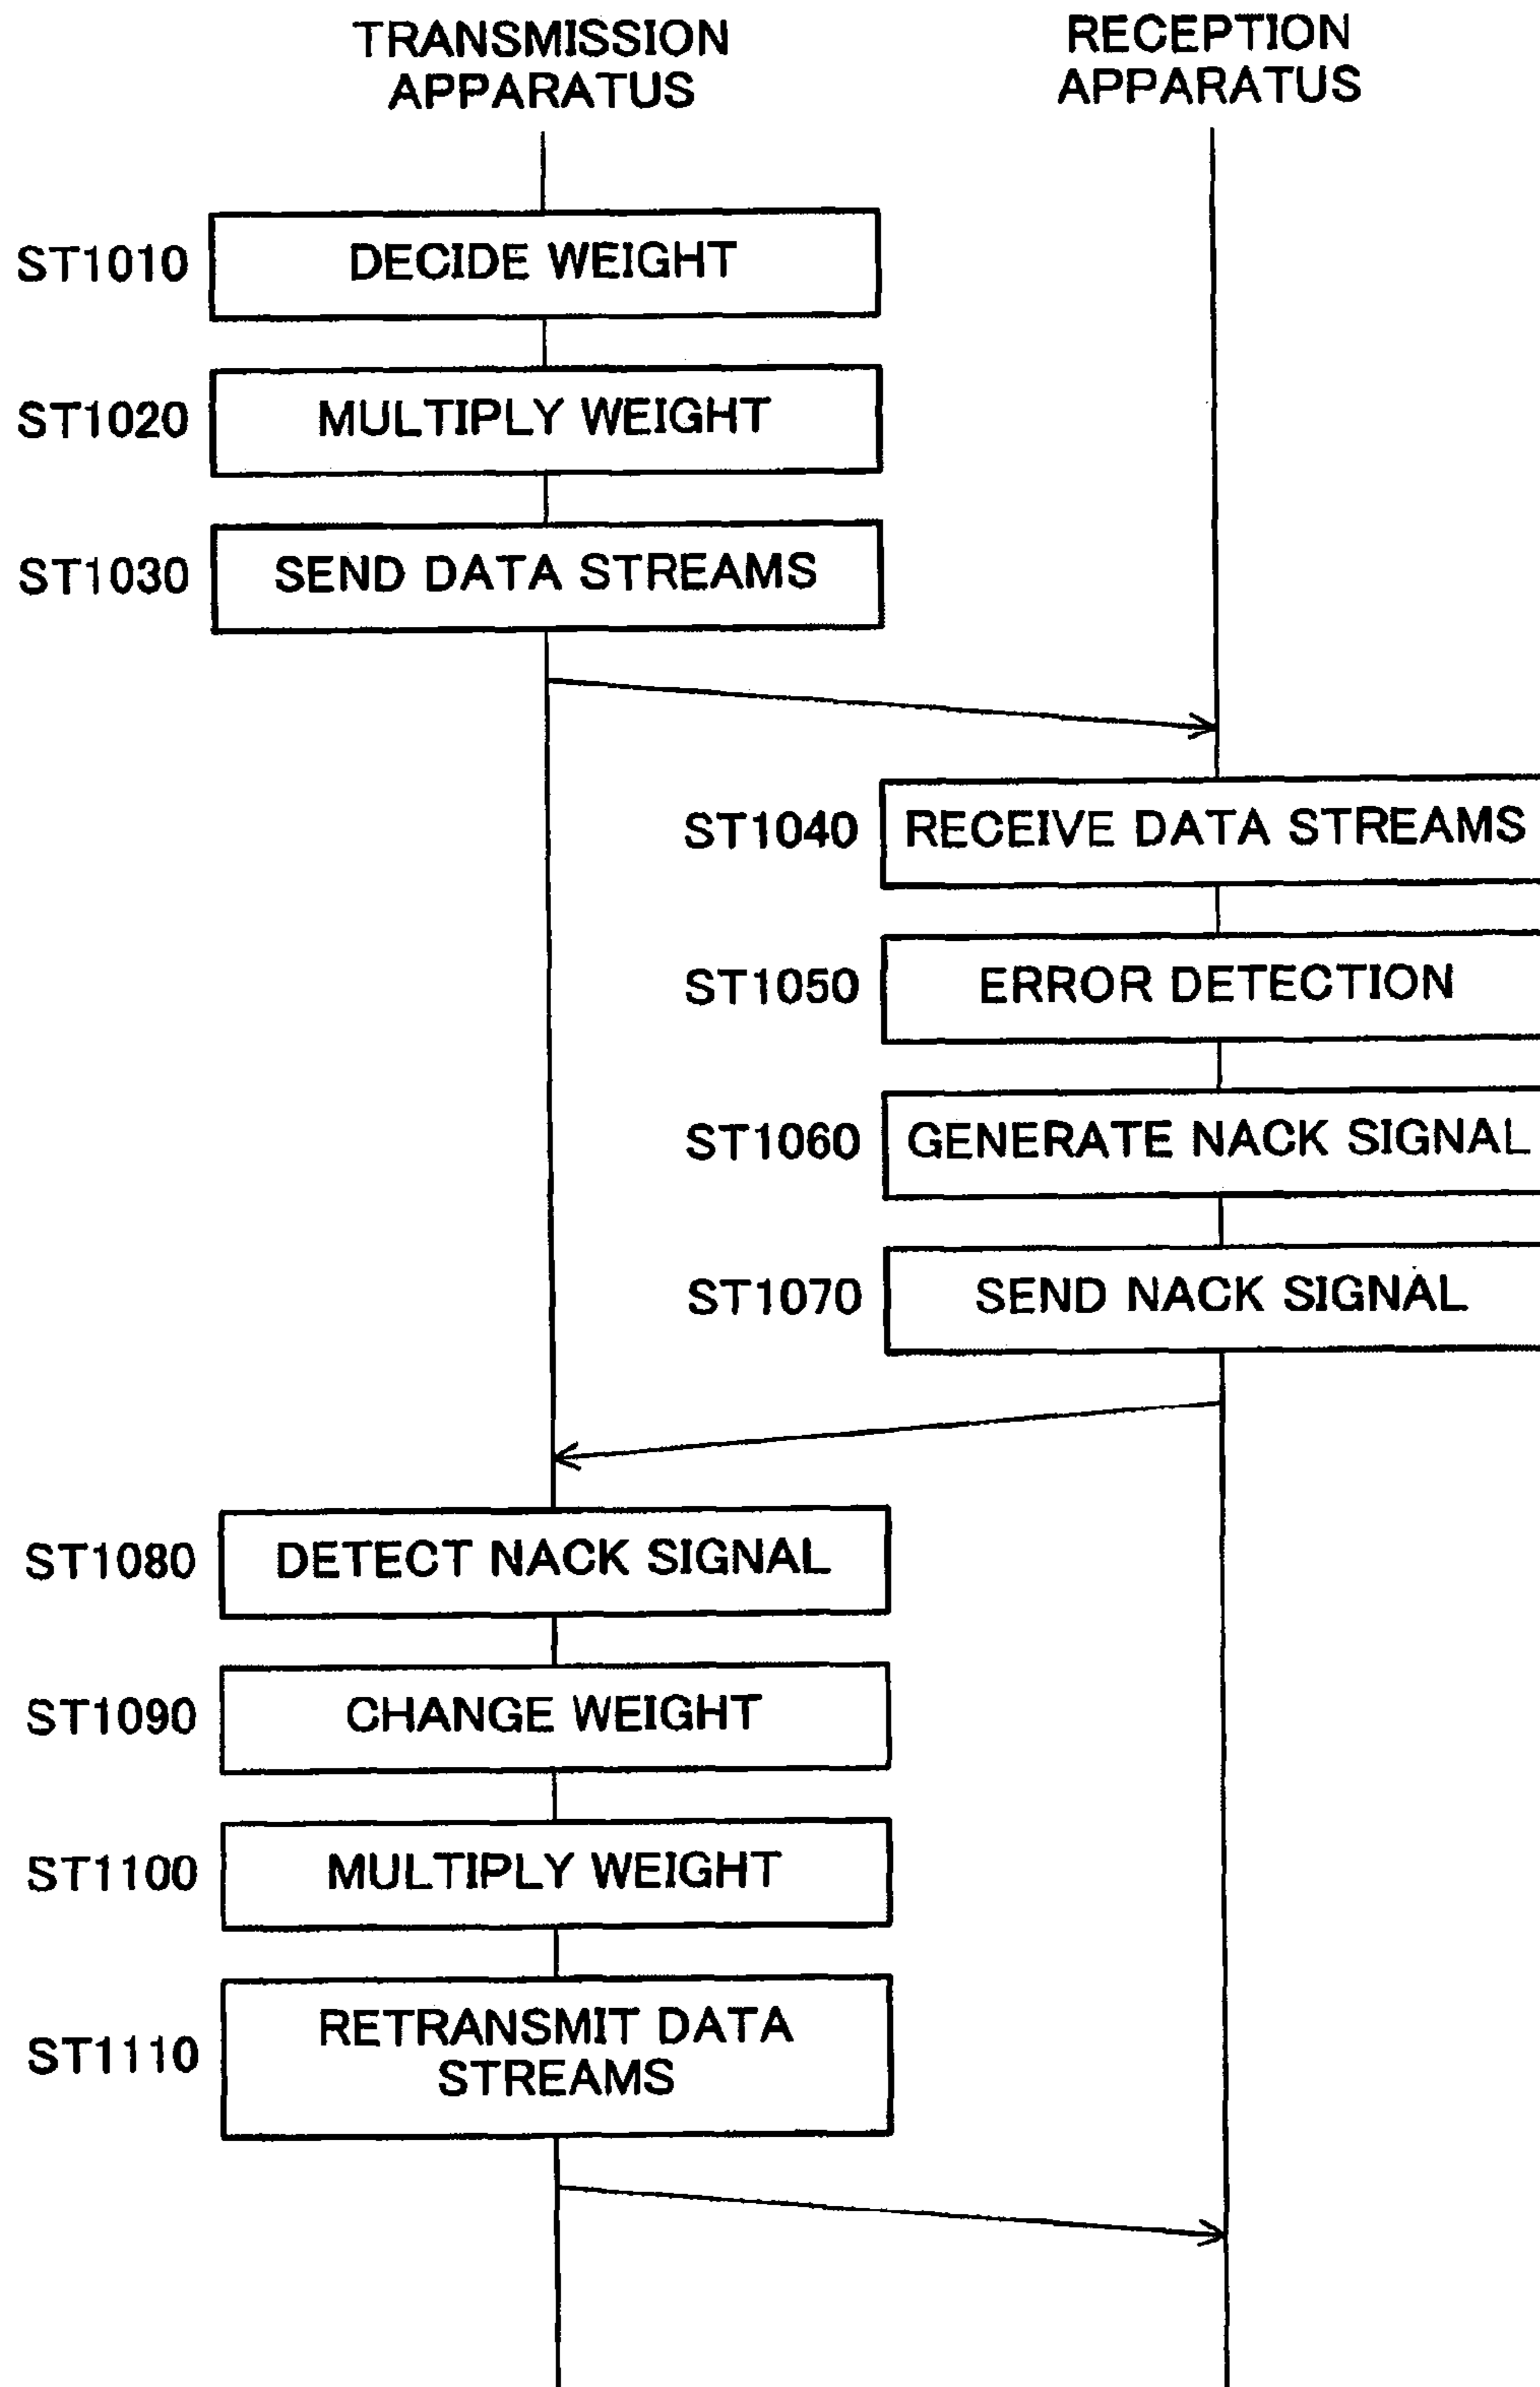 TRANSMISSION
APPARATUS
RECEPTION
APPARATUS
ST1010 DECIDE WEIGHT
ST1020 MULTIPLY WEIGHT
ST1030 SEND DATA STREAMS
ST1040 RECEIVE DATA STREAMS
ST1050 ERROR DETECTION
ST1060 GENERATE NACK SIGNAL
ST1070 SEND NACK SIGNAL
ST1080 DETECT NACK SIGNAL
ST1090 CHANGE WEIGHT
ST1100 MULTIPLY WEIGHT
ST1110 RETRANSMIT DATA
STREAMS